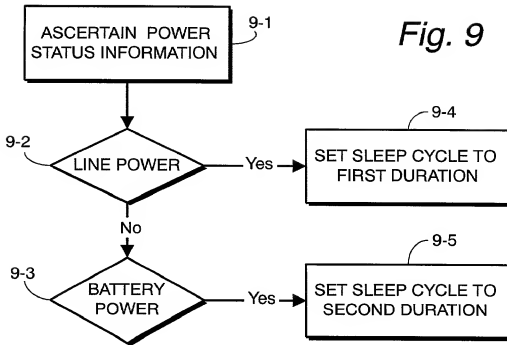 ASCERTAIN POWER
STATUS INFORMATION
9-1
Fig. 9
9-2
LINE POWER
Yes
9-4
SET SLEEP CYCLE TO
FIRST DURATION
No
9-3
BATTERY
POWER
Yes
9-5
SET SLEEP CYCLE TO
SECOND DURATION